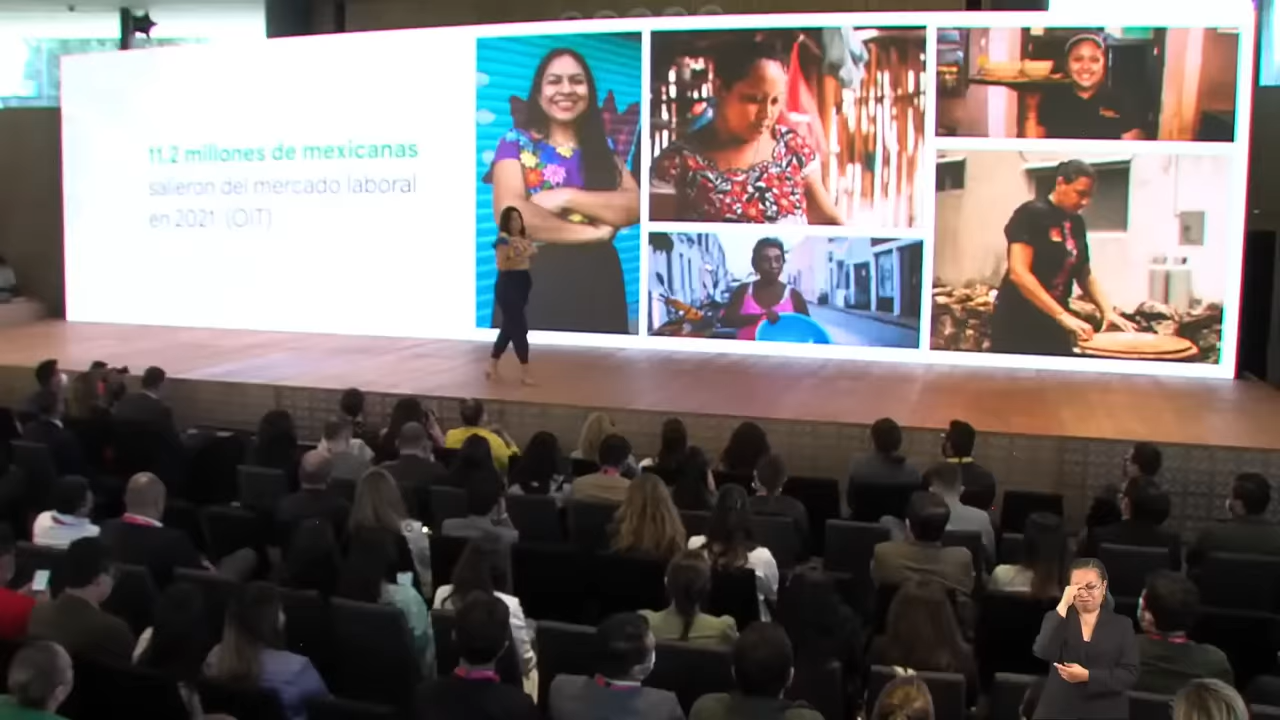 11.2 millones de mexicanas
salieron del mercado laboral
en 2021 (OIT)